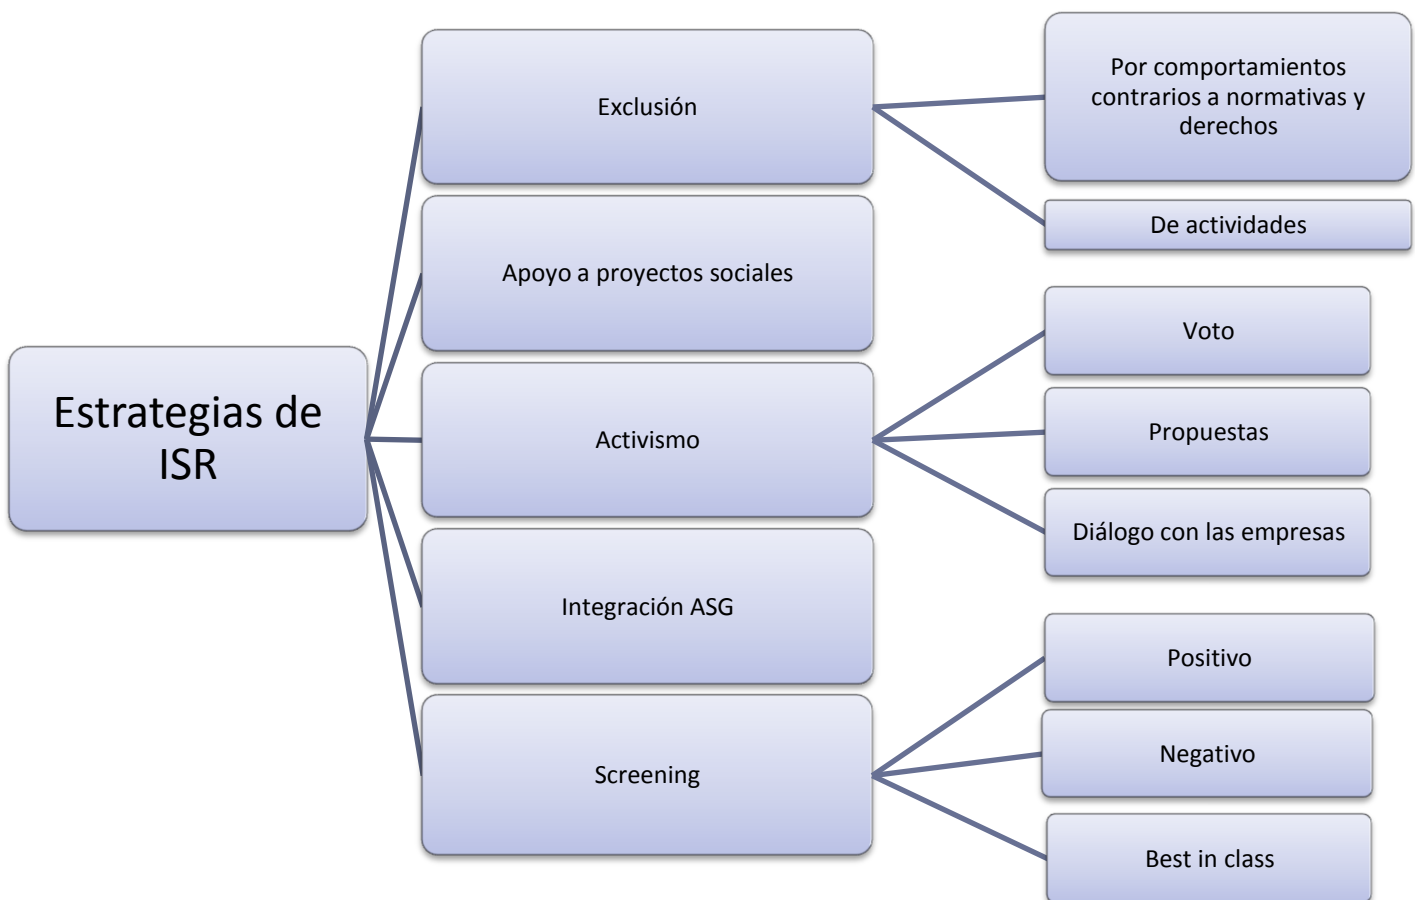 Estrategias de
ISR
Exclusión
Por comportamientos
contrarios a normativas y
derechos
De actividades
Apoyo a proyectos sociales
Activismo
Voto
Propuestas
Diálogo con las empresas
Integración ASG
Screening
Positivo
Negativo
Best in class